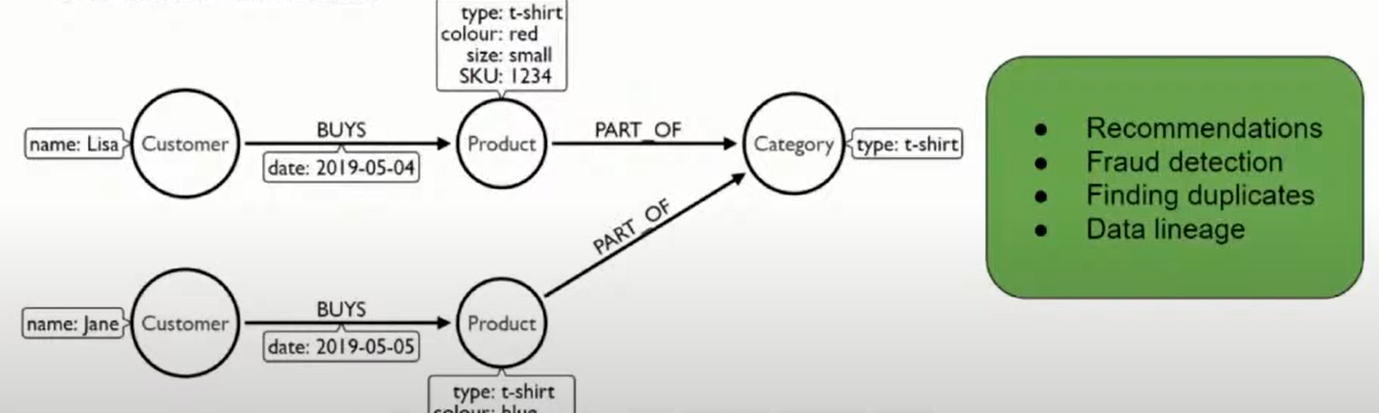 type: t-shirt
colour: red
size: small
SKU: 1234
name: Lisa
Customer
BUYS
date: 2019-05-04
Product
PART_OF
Category
type: t-shirt
PART_OF
name: Jane
Customer
BUYS
date: 2019-05-05
Product
type: t-shirt
colour: blue
● Recommendations
● Fraud detection
● Finding duplicates
● Data lineage